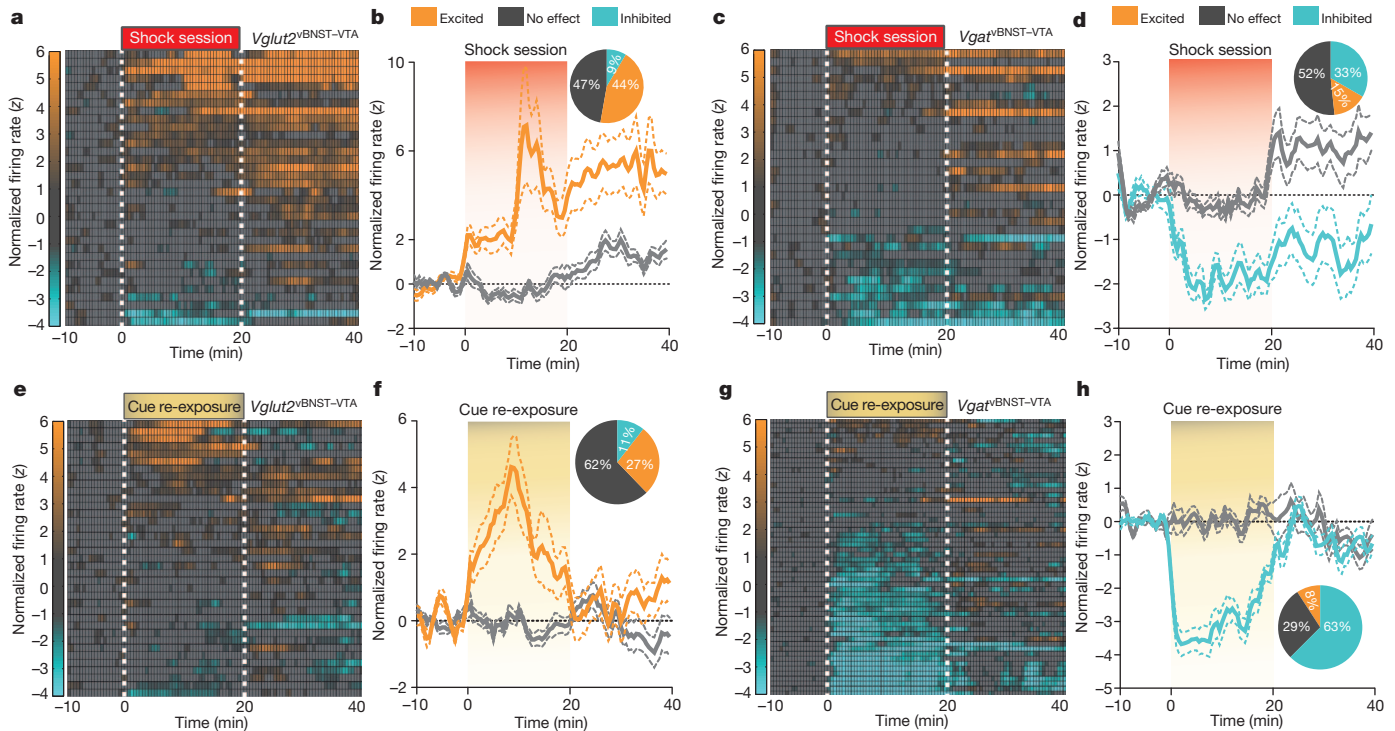 a
Shock session
Vglut2vBNST–VTA
Normalized firing rate (z)
6
5
4
3
2
1
0
–1
–2
–3
–4
–10
0
20
40
Time (min)
b
Excited
No effect
Inhibited
Shock session
Normalized firing rate (z)
10
6
2
0
–2
–10
0
10
20
30
40
Time (min)
47%
9%
44%
c
Shock session
VgatvBNST–VTA
Normalized firing rate (z)
6
5
4
3
2
1
0
–1
–2
–3
–4
–10
0
20
40
Time (min)
d
Excited
No effect
Inhibited
Shock session
Normalized firing rate (z)
3
2
1
0
–1
–2
–3
–10
0
10
20
30
40
Time (min)
52%
33%
15%
e
Cue re-exposure
Vglut2vBNST–VTA
Normalized firing rate (z)
6
5
4
3
2
1
0
–1
–2
–3
–4
–10
0
20
40
Time (min)
f
Cue re-exposure
Normalized firing rate (z)
6
4
2
0
–2
–10
0
10
20
30
40
Time (min)
62%
11%
27%
g
Cue re-exposure
VgatvBNST–VTA
Normalized firing rate (z)
6
5
4
3
2
1
0
–1
–2
–3
–4
–10
0
20
40
Time (min)
h
Cue re-exposure
Normalized firing rate (z)
3
2
1
0
–1
–2
–3
–4
–5
–10
0
10
20
30
40
Time (min)
8%
29%
63%